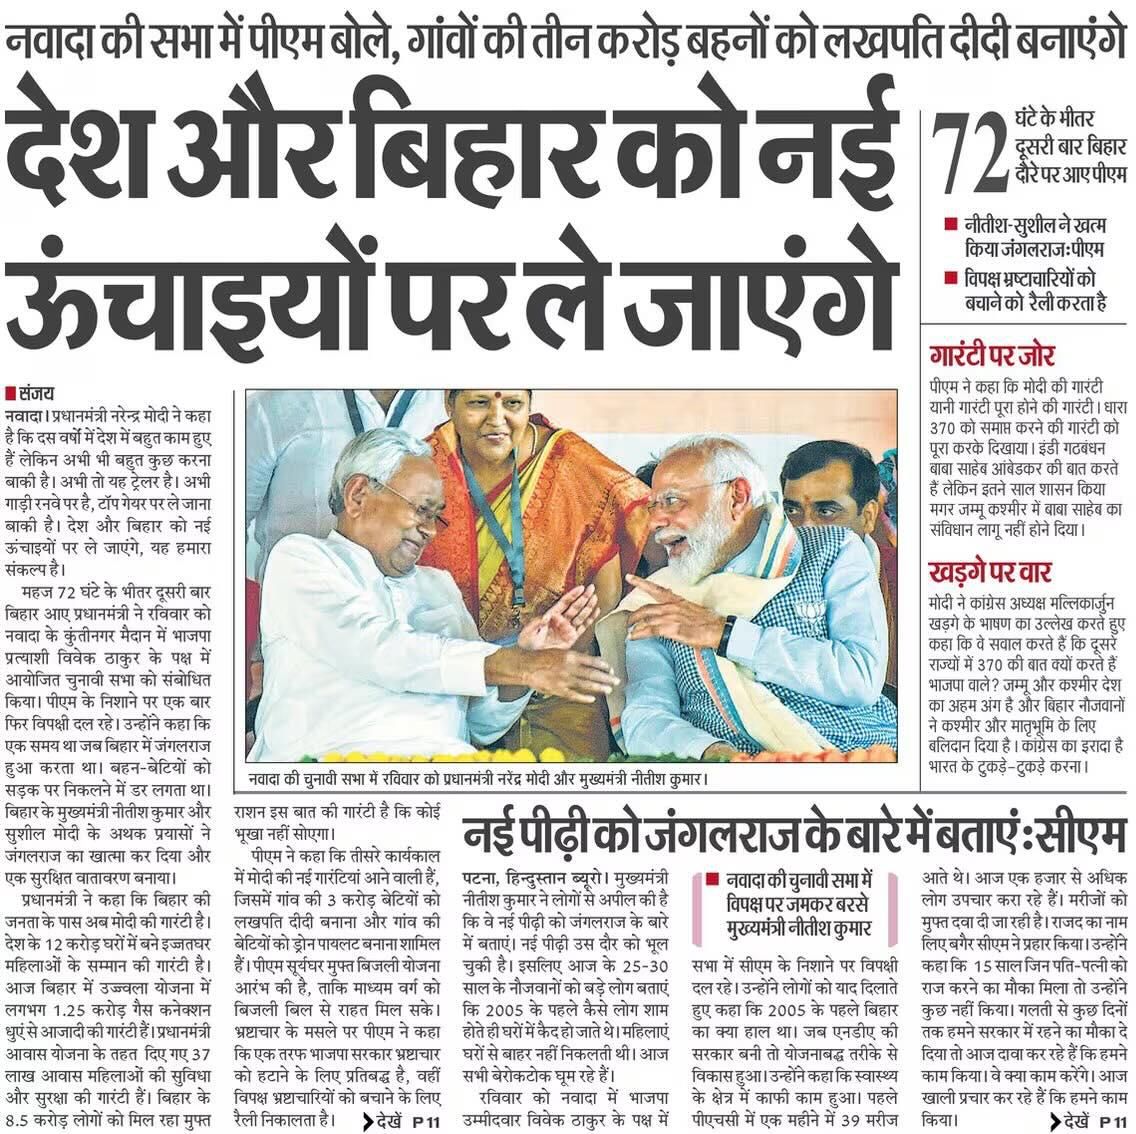 नवादा की सभा में पीएम बोले, गांवों की तीन करोड़ बहनों को लखपति दीदी बनाएंगे
देश और बिहार को नई
ऊंचाइयों पर ले जाएंगे
72
घंटे के भीतर
दूसरी बार बिहार
दौरे पर आए पीएम
नीतीश-सुशील ने खत्म
किया जंगलराज:पीएम
विपक्ष भ्रष्टाचारियों को
बचाने को रैली करता है
गारंटी पर जोर
पीएम ने कहा कि मोदी की गारंटी
यानी गारंटी पूरा होने की गारंटी। धारा
370 को समाप्त करने की गारंटी को
पूरा करके दिखाया। इंडी गठबंधन
बाबा साहेब आंबेडकर की बात करते
हैं लेकिन इतने साल शासन किया
मगर जम्मू कश्मीर में बाबा साहेब का
संविधान लागू नहीं होने दिया।
खड़गे पर वार
मोदी ने कांग्रेस अध्यक्ष मल्लिकार्जुन
खड़गे के भाषण का उल्लेख करते हुए
कहा कि वे सवाल करते हैं कि दूसरे
राज्यों में 370 की बात क्यों करते हैं
भाजपा वाले? जम्मू और कश्मीर देश
का अहम अंग है और बिहार नौजवानों
ने कश्मीर और मातृभूमि के लिए
बलिदान दिया है। कांग्रेस का इरादा है
भारत के टुकड़े-टुकड़े करना।
संजय
नवादा। प्रधानमंत्री नरेन्द्र मोदी ने कहा
है कि दस वर्षों में देश में बहुत काम हुए
हैं लेकिन अभी भी बहुत कुछ करना
बाकी है। अभी तो यह ट्रेलर है। अभी
गाड़ी रनवे पर है, टॉप गेयर पर ले जाना
बाकी है। देश और बिहार को नई
ऊंचाइयों पर ले जाएंगे, यह हमारा
संकल्प है।
महज 72 घंटे के भीतर दूसरी बार
बिहार आए प्रधानमंत्री ने रविवार को
नवादा के कुंतीनगर मैदान में भाजपा
प्रत्याशी विवेक ठाकुर के पक्ष में
आयोजित चुनावी सभा को संबोधित
किया। पीएम के निशाने पर एक बार
फिर विपक्षी दल रहे। उन्होंने कहा कि
एक समय था जब बिहार में जंगलराज
हुआ करता था। बहन-बेटियों को
सड़क पर निकलने में डर लगता था।
बिहार के मुख्यमंत्री नीतीश कुमार और
सुशील मोदी के अथक प्रयासों ने
जंगलराज का खात्मा कर दिया और
एक सुरक्षित वातावरण बनाया।
प्रधानमंत्री ने कहा कि बिहार की
जनता के पास अब मोदी की गारंटी है।
देश के 12 करोड़ घरों में बने इज्जतघर
महिलाओं के सम्मान की गारंटी है।
आज बिहार में उज्ज्वला योजना में
लगभग 1.25 करोड़ गैस कनेक्शन
धुएं से आजादी की गारंटी हैं। प्रधानमंत्री
आवास योजना के तहत दिए गए 37
लाख आवास महिलाओं की सुविधा
और सुरक्षा की गारंटी हैं। बिहार के
8.5 करोड़ लोगों को मिल रहा मुफ्त
नवादा की चुनावी सभा में रविवार को प्रधानमंत्री नरेंद्र मोदी और मुख्यमंत्री नीतीश कुमार।
राशन इस बात की गारंटी है कि कोई
भूखा नहीं सोएगा।
पीएम ने कहा कि तीसरे कार्यकाल
में मोदी की नई गारंटियां आने वाली हैं,
जिसमें गांव की 3 करोड़ बेटियों को
लखपति दीदी बनाना और गांव की
बेटियों को ड्रोन पायलट बनाना शामिल
हैं। पीएम सूर्यघर मुफ्त बिजली योजना
आरंभ की है, ताकि माध्यम वर्ग को
बिजली बिल से राहत मिल सके।
भ्रष्टाचार के मसले पर पीएम ने कहा
कि एक तरफ भाजपा सरकार भ्रष्टाचार
को हटाने के लिए प्रतिबद्ध है, वहीं
विपक्ष भ्रष्टाचारियों को बचाने के लिए
रैली निकालता है।
देखें P 11
नई पीढ़ी को जंगलराज के बारे में बताएं:सीएम
पटना, हिन्दुस्तान ब्यूरो। मुख्यमंत्री
नीतीश कुमार ने लोगों से अपील की है
कि वे नई पीढ़ी को जंगलराज के बारे
में बताएं। नई पीढ़ी उस दौर को भूल
चुकी है। इसलिए आज के 25-30
साल के नौजवानों को बड़े लोग बताएं
कि 2005 के पहले कैसे लोग शाम
होते ही घरों में कैद हो जाते थे। महिलाएं
घरों से बाहर नहीं निकलती थी। आज
सभी बेरोकटोक घूम रहे हैं।
रविवार को नवादा में भाजपा
उम्मीदवार विवेक ठाकुर के पक्ष में
नवादा की चुनावी सभा में
विपक्ष पर जमकर बरसे
मुख्यमंत्री नीतीश कुमार
सभा में सीएम के निशाने पर विपक्षी
दल रहे। उन्होंने लोगों को याद दिलाते
हुए कहा कि 2005 से पहले बिहार
का क्या हाल था। जब एनडीए की
सरकार बनी तो योजनाबद्ध तरीके से
विकास हुआ। उन्होंने कहा कि स्वास्थ्य
के क्षेत्र में काफी काम हुआ। पहले
पीएचसी में एक महीने में 39 मरीज
आते थे। आज एक हजार से अधिक
लोग उपचार करा रहे हैं। मरीजों को
मुफ्त दवा दी जा रही है। राजद का नाम
लिए बगैर सीएम ने प्रहार किया। उन्होंने
कहा कि 15 साल जिन पति-पत्नी को
राज करने का मौका मिला तो उन्होंने
कुछ नहीं किया। गलती से कुछ दिनों
तक हमने सरकार में रहने का मौका दे
दिया तो आज दावा कर रहे हैं कि हमने
काम किया। वे क्या काम करेंगे। आज
खाली प्रचार कर रहे हैं कि हमने काम
किया।
देखें P 11